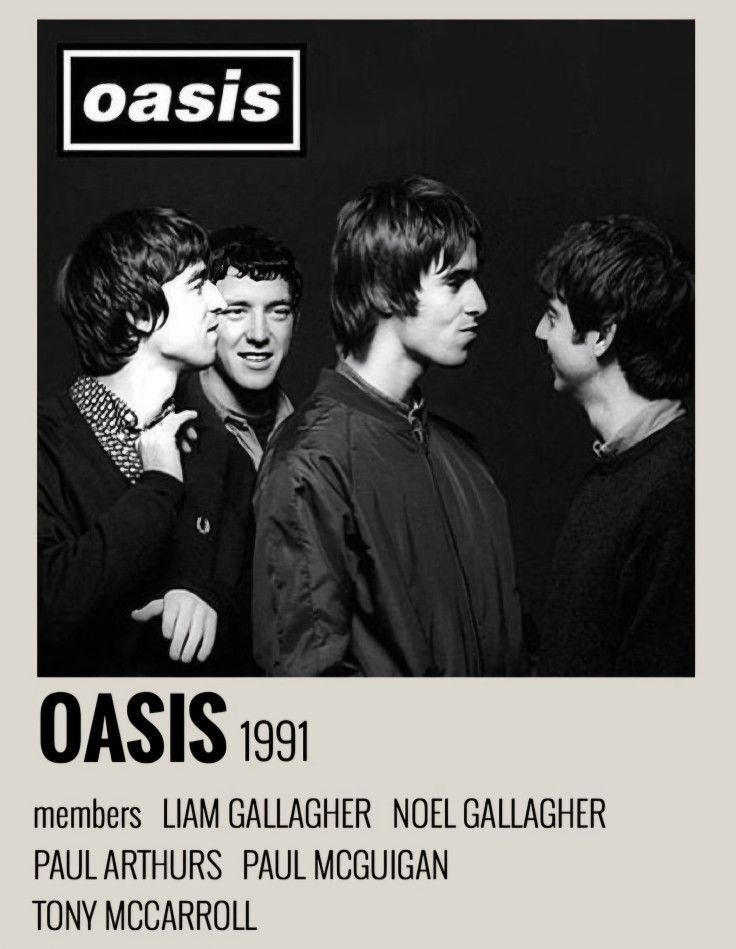 oasis
OASIS 1991
members LIAM GALLAGHER NOEL GALLAGHER
PAUL ARTHURS PAUL MCGUIGAN
TONY MCCARROLL